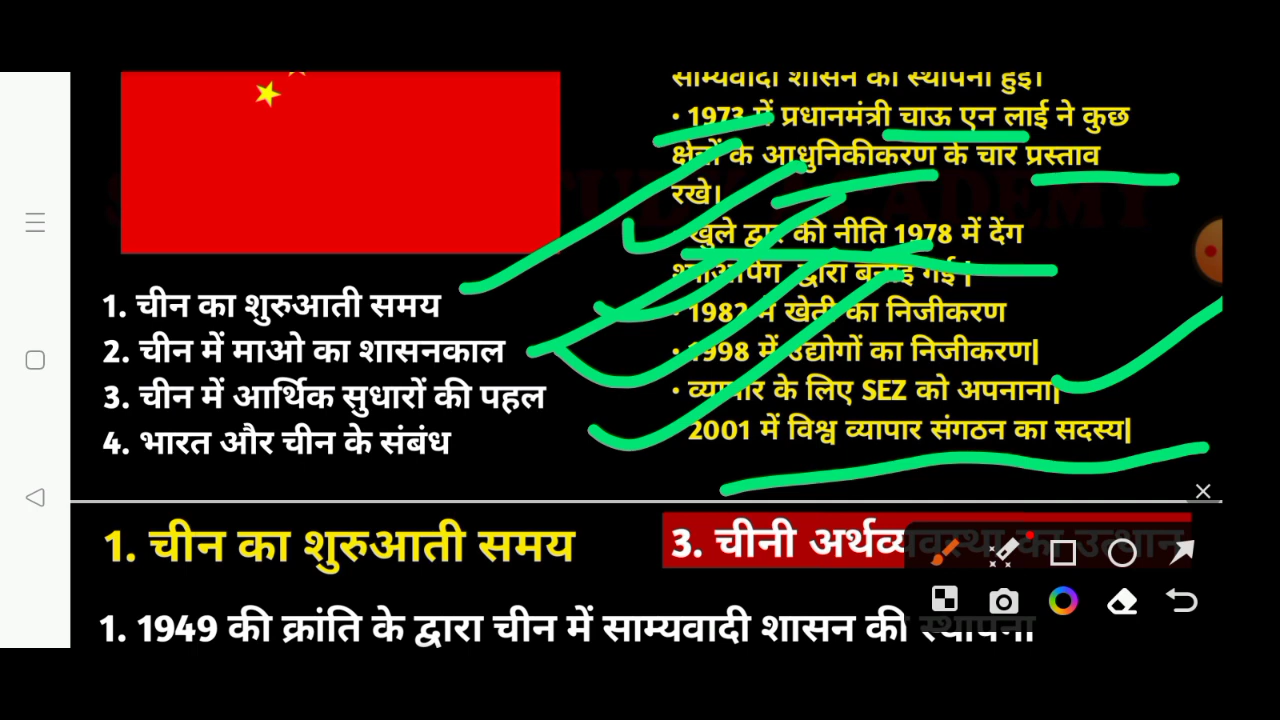 1. चीन का शुरुआती समय
2. चीन में माओ का शासनकाल
3. चीन में आर्थिक सुधारों की पहल
4. भारत और चीन के संबंध
साम्यवादी शासन की स्थापना हुई।
· 1973 में प्रधानमंत्री चाऊ एन लाई ने कुछ
क्षेत्रों के आधुनिकीकरण के चार प्रस्ताव
रखे।
· खुले द्वार की नीति 1978 में देंग
द्वारा बनाई गई |
· 1982 में खेती का निजीकरण
· 1998 में उद्योगों का निजीकरण|
· व्यापार के लिए SEZ को अपनाना|
2001 में विश्व व्यापार संगठन का सदस्य|
1. चीन का शुरुआती समय
3. चीनी अर्थव्यवस्था का उत्थान
1. 1949 की क्रांति के द्वारा चीन में साम्यवादी शासन की स्थापना